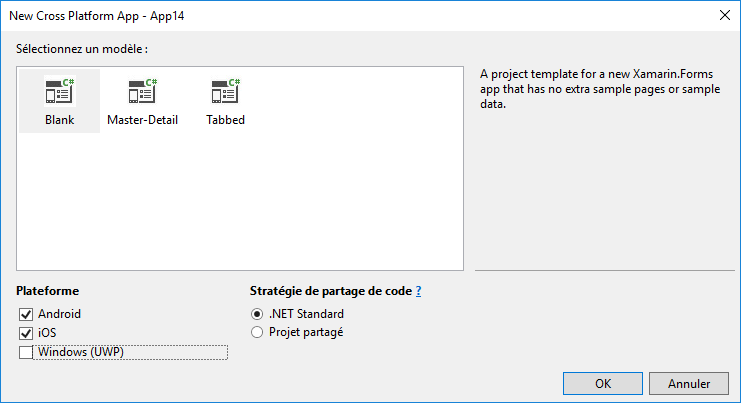 New Cross Platform App - App14
Sélectionnez un modèle :
C# C# C#
Blank Master-Detail Tabbed
A project template for a new Xamarin.Forms
app that has no extra sample pages or sample
data.
Plateforme
Android
iOS
Windows (UWP)
Stratégie de partage de code ?
.NET Standard
Projet partagé
OK Annuler